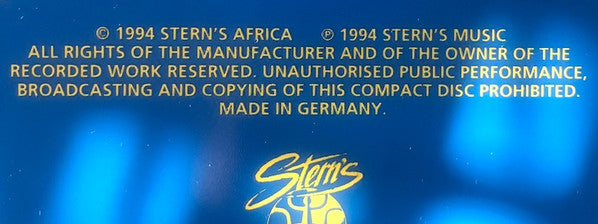 © 1994 STERN'S AFRICA ℗ 1994 STERN'S MUSIC
ALL RIGHTS OF THE MANUFACTURER AND OF THE OWNER OF THE
RECORDED WORK RESERVED. UNAUTHORISED PUBLIC PERFORMANCE,
BROADCASTING AND COPYING OF THIS COMPACT DISC PROHIBITED.
MADE IN GERMANY.
Stern's